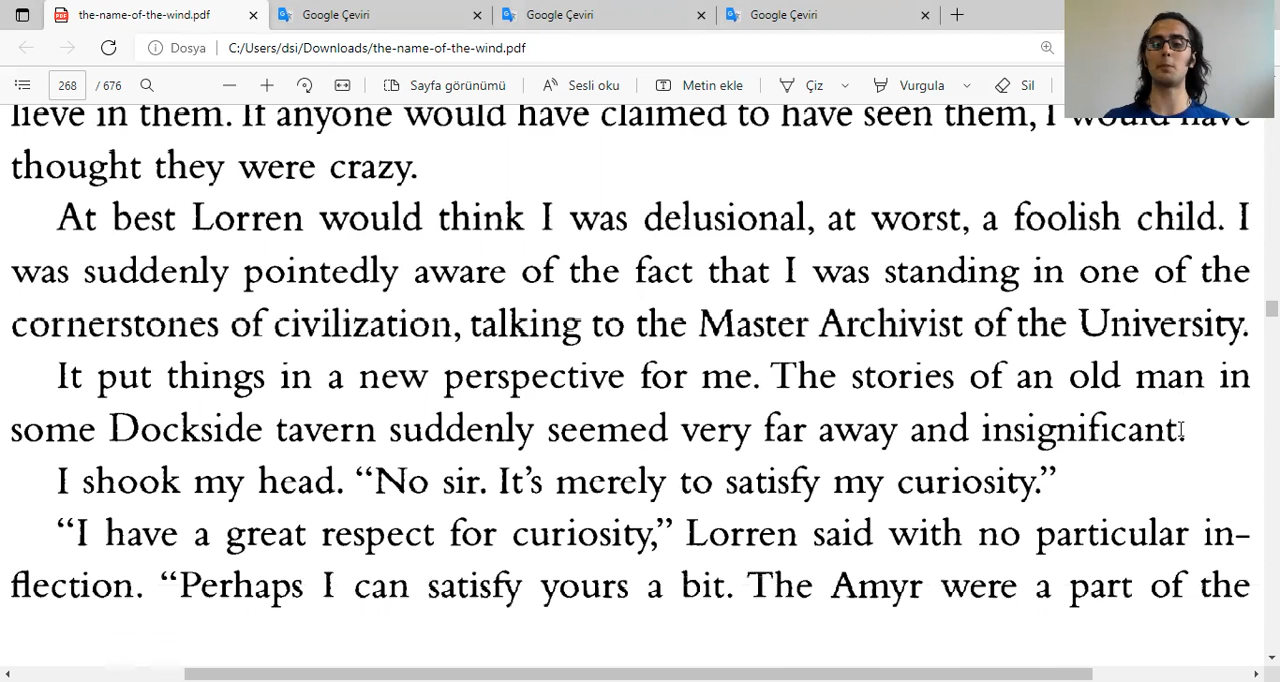 the-name-of-the-wind.pdf
Google Çeviri
Google Çeviri
Google Çeviri
Dosya
C:/Users/dsi/Downloads/the-name-of-the-wind.pdf
268 / 676
Sayfa görünümü
Sesli oku
Metin ekle
Çiz
Vurgula
Sil
lieve in them. If anyone would have claimed to have seen them, I would have
thought they were crazy.
At best Lorren would think I was delusional, at worst, a foolish child. I
was suddenly pointedly aware of the fact that I was standing in one of the
cornerstones of civilization, talking to the Master Archivist of the University.
It put things in a new perspective for me. The stories of an old man in
some Dockside tavern suddenly seemed very far away and insignificant.
I shook my head. “No sir. It’s merely to satisfy my curiosity.”
“I have a great respect for curiosity,” Lorren said with no particular in-
flection. “Perhaps I can satisfy yours a bit. The Amyr were a part of the